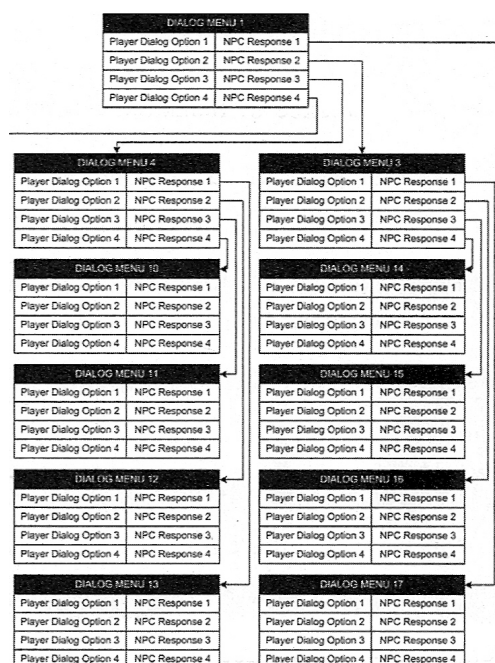 DIALOG MENU 1
Player Dialog Option 1 NPC Response 1
Player Dialog Option 2 NPC Response 2
Player Dialog Option 3 NPC Response 3
Player Dialog Option 4 NPC Response 4
DIALOG MENU 4
Player Dialog Option 1 NPC Response 1
Player Dialog Option 2 NPC Response 2
Player Dialog Option 3 NPC Response 3
Player Dialog Option 4 NPC Response 4
DIALOG MENU 10
Player Dialog Option 1 NPC Response 1
Player Dialog Option 2 NPC Response 2
Player Dialog Option 3 NPC Response 3
Player Dialog Option 4 NPC Response 4
DIALOG MENU 11
Player Dialog Option 1 NPC Response 1
Player Dialog Option 2 NPC Response 2
Player Dialog Option 3 NPC Response 3
Player Dialog Option 4 NPC Response 4
DIALOG MENU 12
Player Dialog Option 1 NPC Response 1
Player Dialog Option 2 NPC Response 2
Player Dialog Option 3 NPC Response 3
Player Dialog Option 4 NPC Response 4
DIALOG MENU 13
Player Dialog Option 1 NPC Response 1
Player Dialog Option 2 NPC Response 2
Player Dialog Option 3 NPC Response 3
Player Dialog Option 4 NPC Response 4
DIALOG MENU 3
Player Dialog Option 1 NPC Response 1
Player Dialog Option 2 NPC Response 2
Player Dialog Option 3 NPC Response 3
Player Dialog Option 4 NPC Response 4
DIALOG MENU 14
Player Dialog Option 1 NPC Response 1
Player Dialog Option 2 NPC Response 2
Player Dialog Option 3 NPC Response 3
Player Dialog Option 4 NPC Response 4
DIALOG MENU 15
Player Dialog Option 1 NPC Response 1
Player Dialog Option 2 NPC Response 2
Player Dialog Option 3 NPC Response 3
Player Dialog Option 4 NPC Response 4
DIALOG MENU 16
Player Dialog Option 1 NPC Response 1
Player Dialog Option 2 NPC Response 2
Player Dialog Option 3 NPC Response 3
Player Dialog Option 4 NPC Response 4
DIALOG MENU 17
Player Dialog Option 1 NPC Response 1
Player Dialog Option 2 NPC Response 2
Player Dialog Option 3 NPC Response 3
Player Dialog Option 4 NPC Response 4